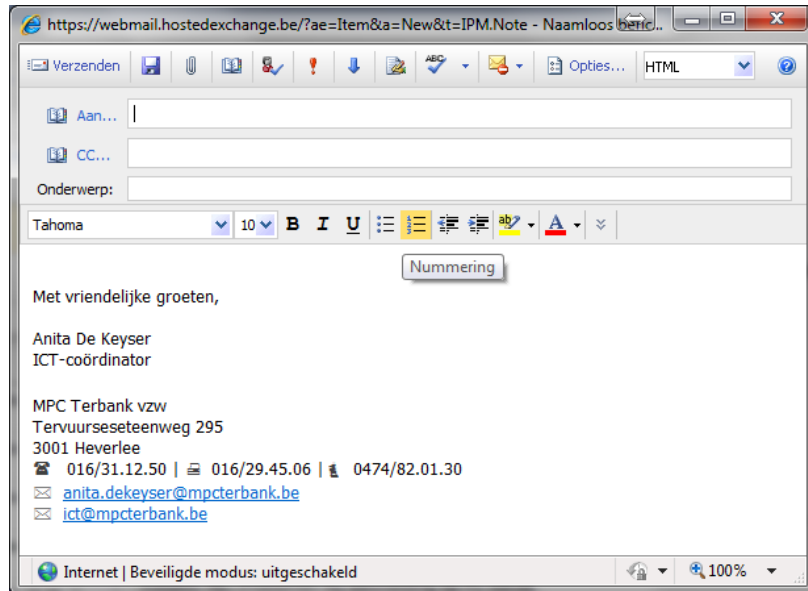 https://webmail.hostedexchange.be/?ae=Item&a=New&t=IPM.Note - Naamloos beric...
Verzenden ABC Opties... HTML
Aan...
CC...
Onderwerp:
Tahoma 10 B I U ab A
Nummering
Met vriendelijke groeten,
Anita De Keyser
ICT-coördinator
MPC Terbank vzw
Tervuurseseteenweg 295
3001 Heverlee
016/31.12.50 | 016/29.45.06 | 0474/82.01.30
anita.dekeyser@mpcterbank.be
ict@mpcterbank.be
Internet | Beveiligde modus: uitgeschakeld 100%